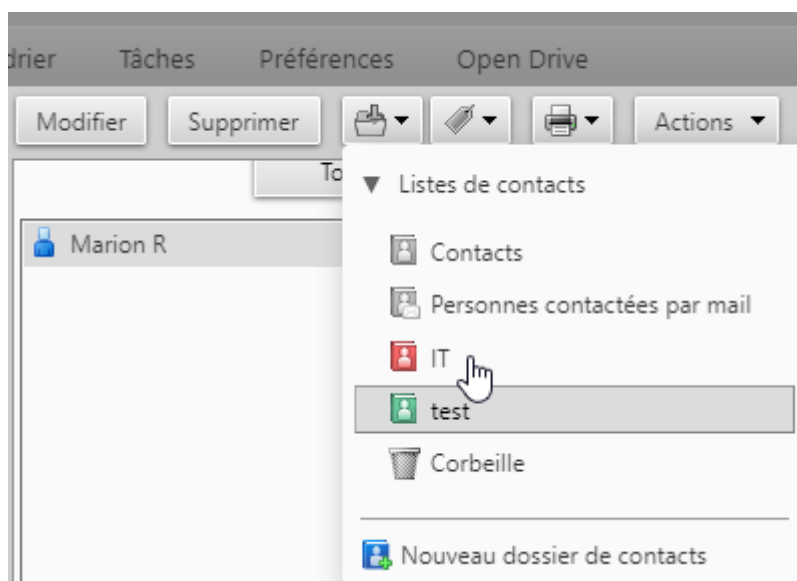 drier Tâches Préférences Open Drive
Modifier Supprimer Actions
To
Listes de contacts
Marion R
Contacts
Personnes contactées par mail
IT
test
Corbeille
Nouveau dossier de contacts